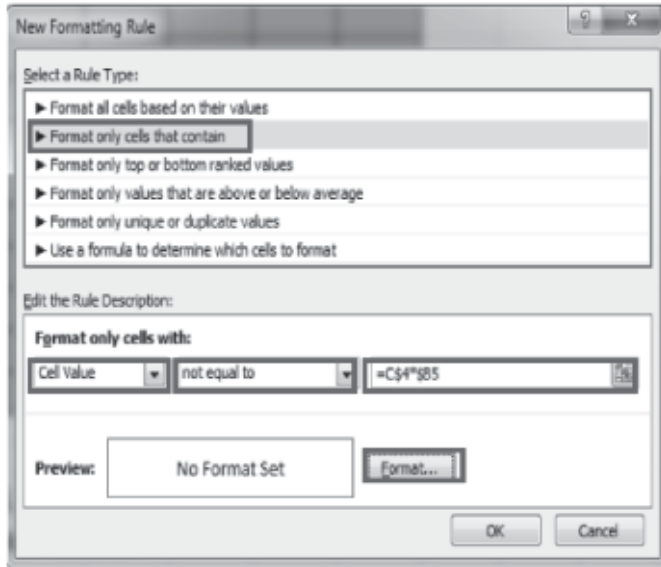 New Formatting Rule
Select a Rule Type:
► Format all cells based on their values
► Format only cells that contain
► Format only top or bottom ranked values
► Format only values that are above or below average
► Format only unique or duplicate values
► Use a formula to determine which cells to format
Edit the Rule Description:
Format only cells with:
Cell Value not equal to =C$4*$B5
Preview: No Format Set Format...
OK Cancel